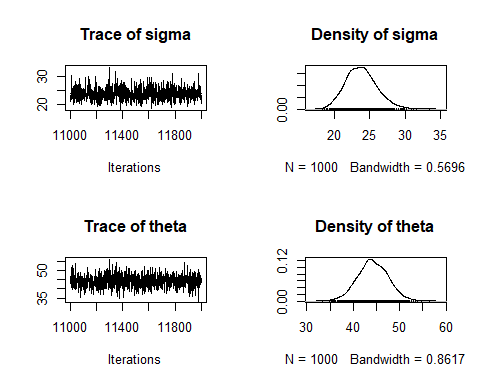 Trace of sigma
30
20
11000 11400 11800
Iterations
Density of sigma
0.00
20 25 30 35
N = 1000 Bandwidth = 0.5696
Trace of theta
50
35
11000 11400 11800
Iterations
Density of theta
0.12
0.00
30 40 50 60
N = 1000 Bandwidth = 0.8617